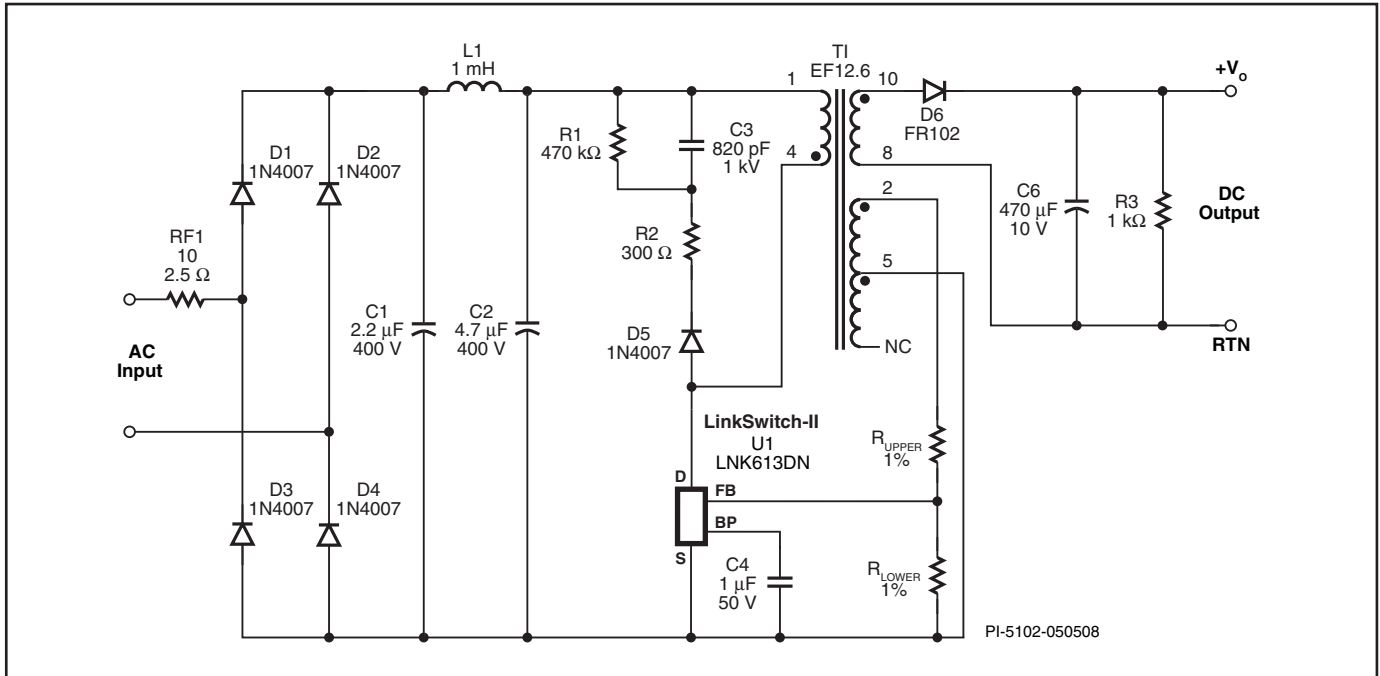 L1
1 mH
TI
EF12.6
1
10
+Vo
D6
FR102
R1
470 kΩ
C3
820 pF
1 kV
4
8
D1
1N4007
D2
1N4007
2
C6
470 µF
10 V
R3
1 kΩ
DC
Output
RF1
10
2.5 Ω
R2
300 Ω
5
C1
2.2 µF
400 V
C2
4.7 µF
400 V
D5
1N4007
NC
RTN
AC
Input
LinkSwitch-II
U1
LNK613DN
RUPPER
1%
D
FB
BP
S
D3
1N4007
D4
1N4007
C4
1 µF
50 V
RLOWER
1%
PI-5102-050508